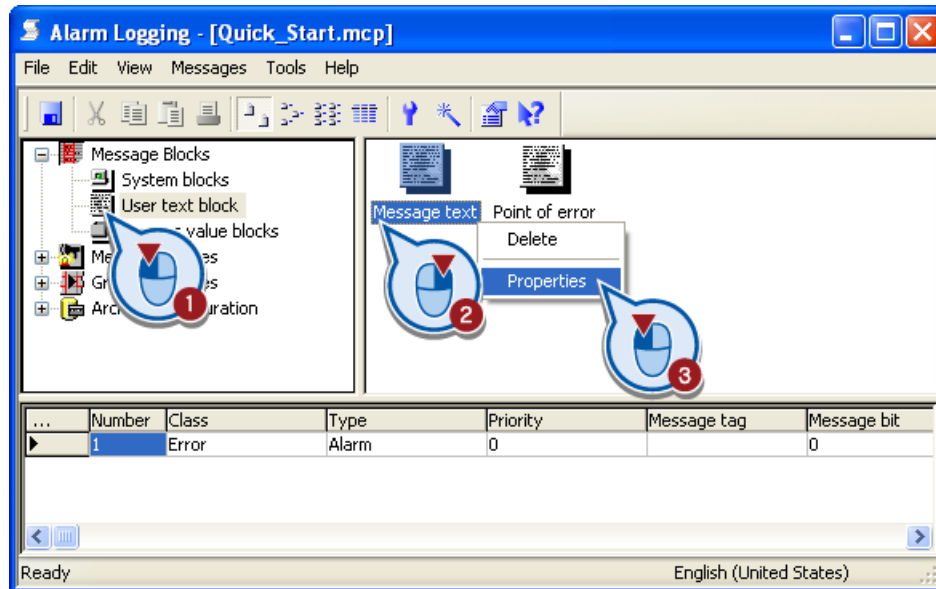 Alarm Logging - [Quick_Start.mcp]
File Edit View Messages Tools Help
Message Blocks
System blocks
User text block
value blocks
Message text Point of error
Delete
Properties
1
2
3
... Number Class Type Priority Message tag Message bit
1 Error Alarm 0 0
Ready English (United States)